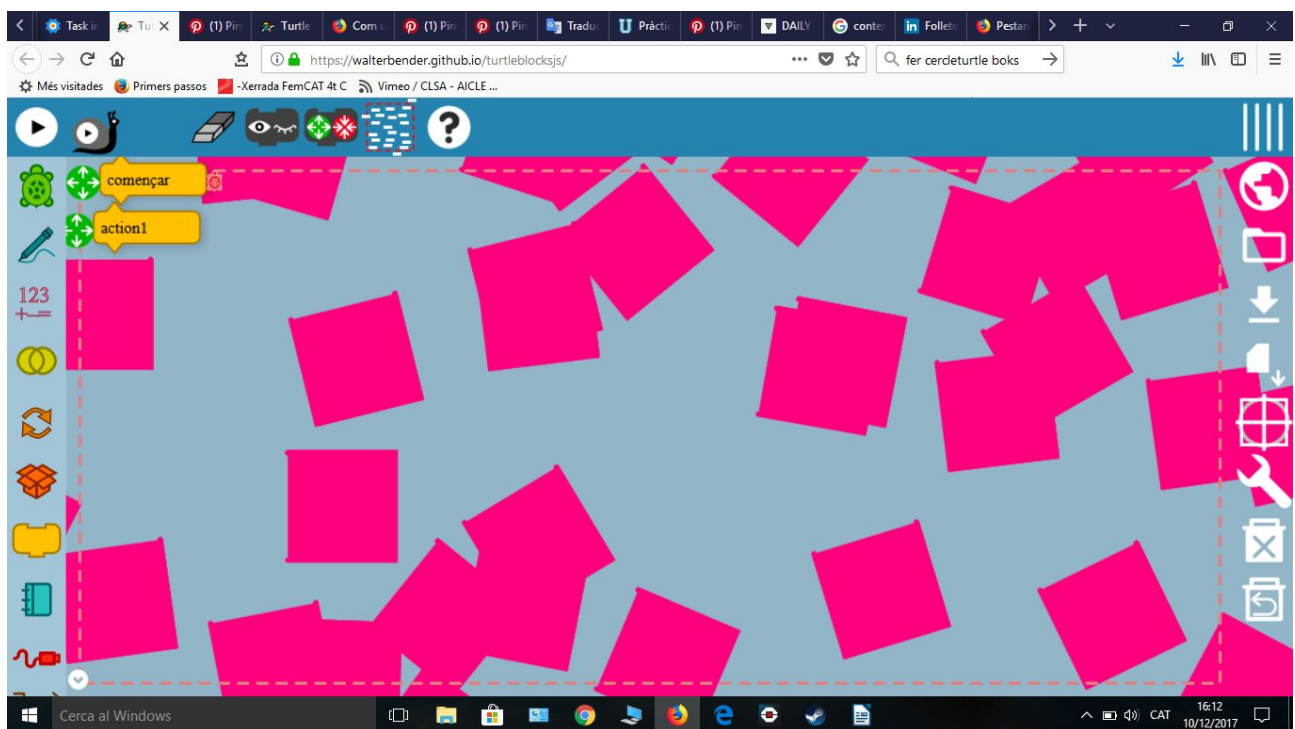 Task in
Tur
(1) Pin
Turtle
Com u
(1) Pin
(1) Pin
Traduc
Pràctic
(1) Pin
DAILY
conte
Folleto
Pestan
https://walterbender.github.io/turtleblocksjs/
fer cercleturtle boks
Més visitades
Primers passos
-Xerrada FemCAT 4t C
Vimeo / CLSA - AICLE ...
?
començar
action1
123
+-=
Cerca al Windows
CAT
16:12
10/12/2017